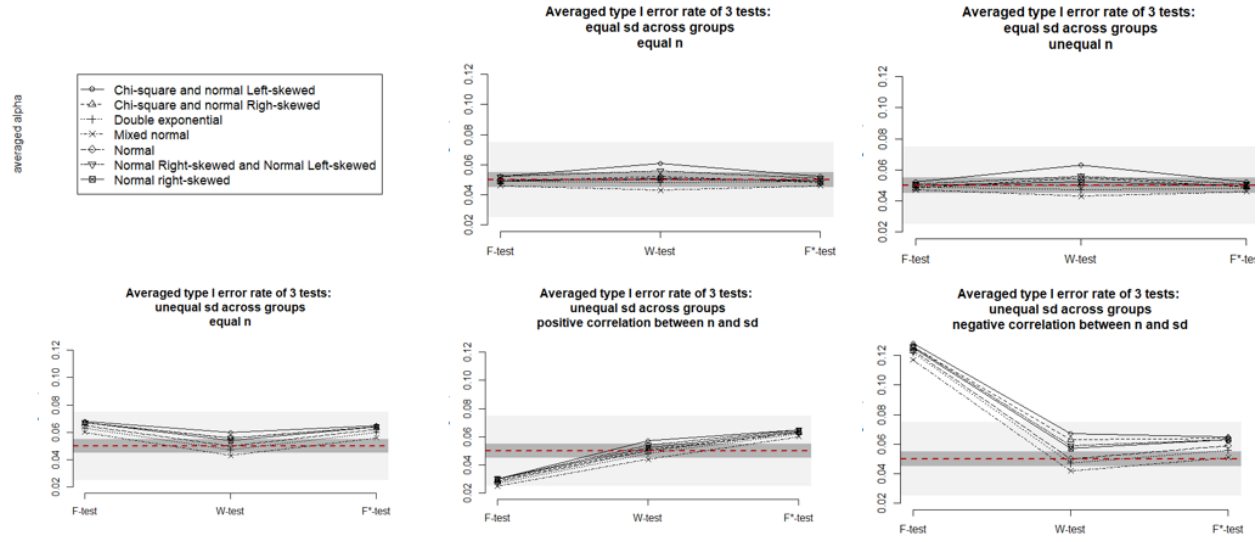 averaged alpha
Chi-square and normal Left-skewed
Chi-square and normal Righ-skewed
Double exponential
Mixed normal
Normal
Normal Right-skewed and Normal Left-skewed
Normal right-skewed
Averaged type I error rate of 3 tests:
equal sd across groups
equal n
0.12
0.10
0.08
0.06
0.04
0.02
F-test
W-test
F*-test
Averaged type I error rate of 3 tests:
equal sd across groups
unequal n
0.12
0.10
0.08
0.06
0.04
0.02
F-test
W-test
F*-test
Averaged type I error rate of 3 tests:
unequal sd across groups
equal n
0.12
0.10
0.08
0.06
0.04
0.02
F-test
W-test
F*-test
Averaged type I error rate of 3 tests:
unequal sd across groups
positive correlation between n and sd
0.12
0.10
0.08
0.06
0.04
0.02
F-test
W-test
F*-test
Averaged type I error rate of 3 tests:
unequal sd across groups
negative correlation between n and sd
0.12
0.10
0.08
0.06
0.04
0.02
F-test
W-test
F*-test